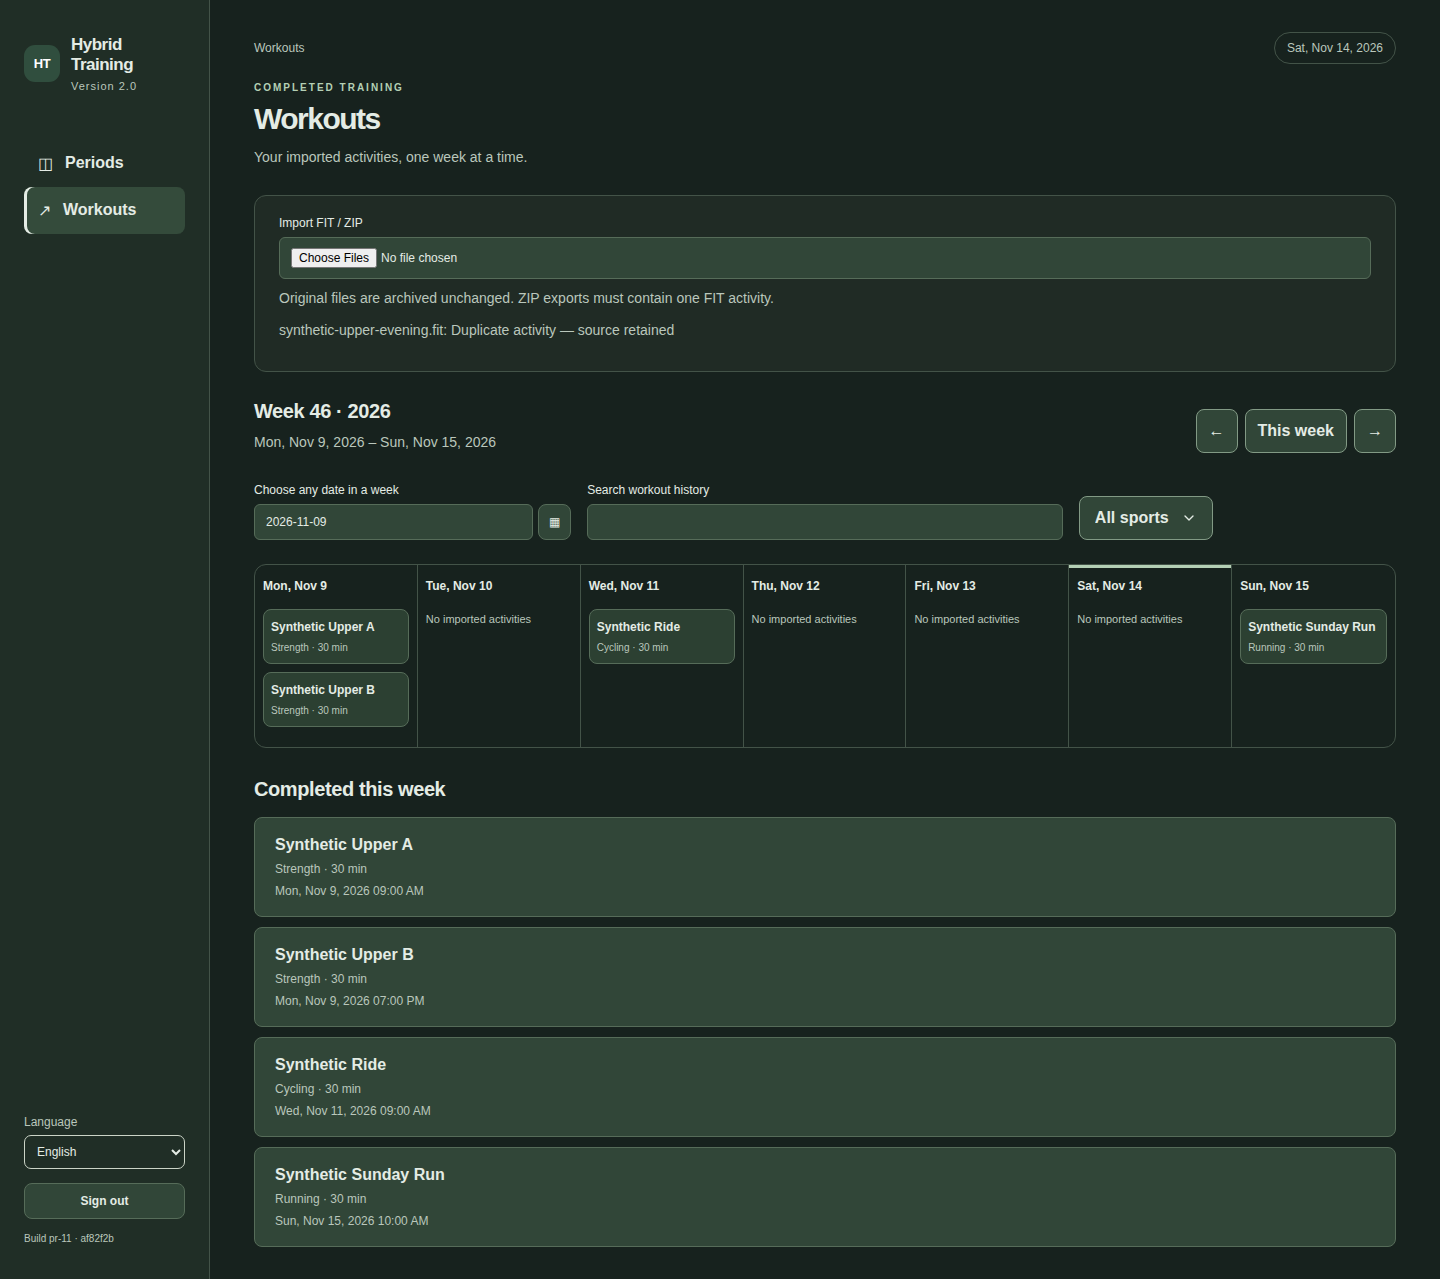 HT
Hybrid
Training
Version 2.0
Periods
Workouts
Language
English
Sign out
Build pr-11 · af82f2b
Workouts
Sat, Nov 14, 2026
COMPLETED TRAINING
Workouts
Your imported activities, one week at a time.
Import FIT / ZIP
Choose Files No file chosen
Original files are archived unchanged. ZIP exports must contain one FIT activity.
synthetic-upper-evening.fit: Duplicate activity — source retained
Week 46 · 2026
Mon, Nov 9, 2026 – Sun, Nov 15, 2026
← This week →
Choose any date in a week
2026-11-09
Search workout history
All sports
Mon, Nov 9
Synthetic Upper A
Strength · 30 min
Synthetic Upper B
Strength · 30 min
Tue, Nov 10
No imported activities
Wed, Nov 11
Synthetic Ride
Cycling · 30 min
Thu, Nov 12
No imported activities
Fri, Nov 13
No imported activities
Sat, Nov 14
No imported activities
Sun, Nov 15
Synthetic Sunday Run
Running · 30 min
Completed this week
Synthetic Upper A
Strength · 30 min
Mon, Nov 9, 2026 09:00 AM
Synthetic Upper B
Strength · 30 min
Mon, Nov 9, 2026 07:00 PM
Synthetic Ride
Cycling · 30 min
Wed, Nov 11, 2026 09:00 AM
Synthetic Sunday Run
Running · 30 min
Sun, Nov 15, 2026 10:00 AM